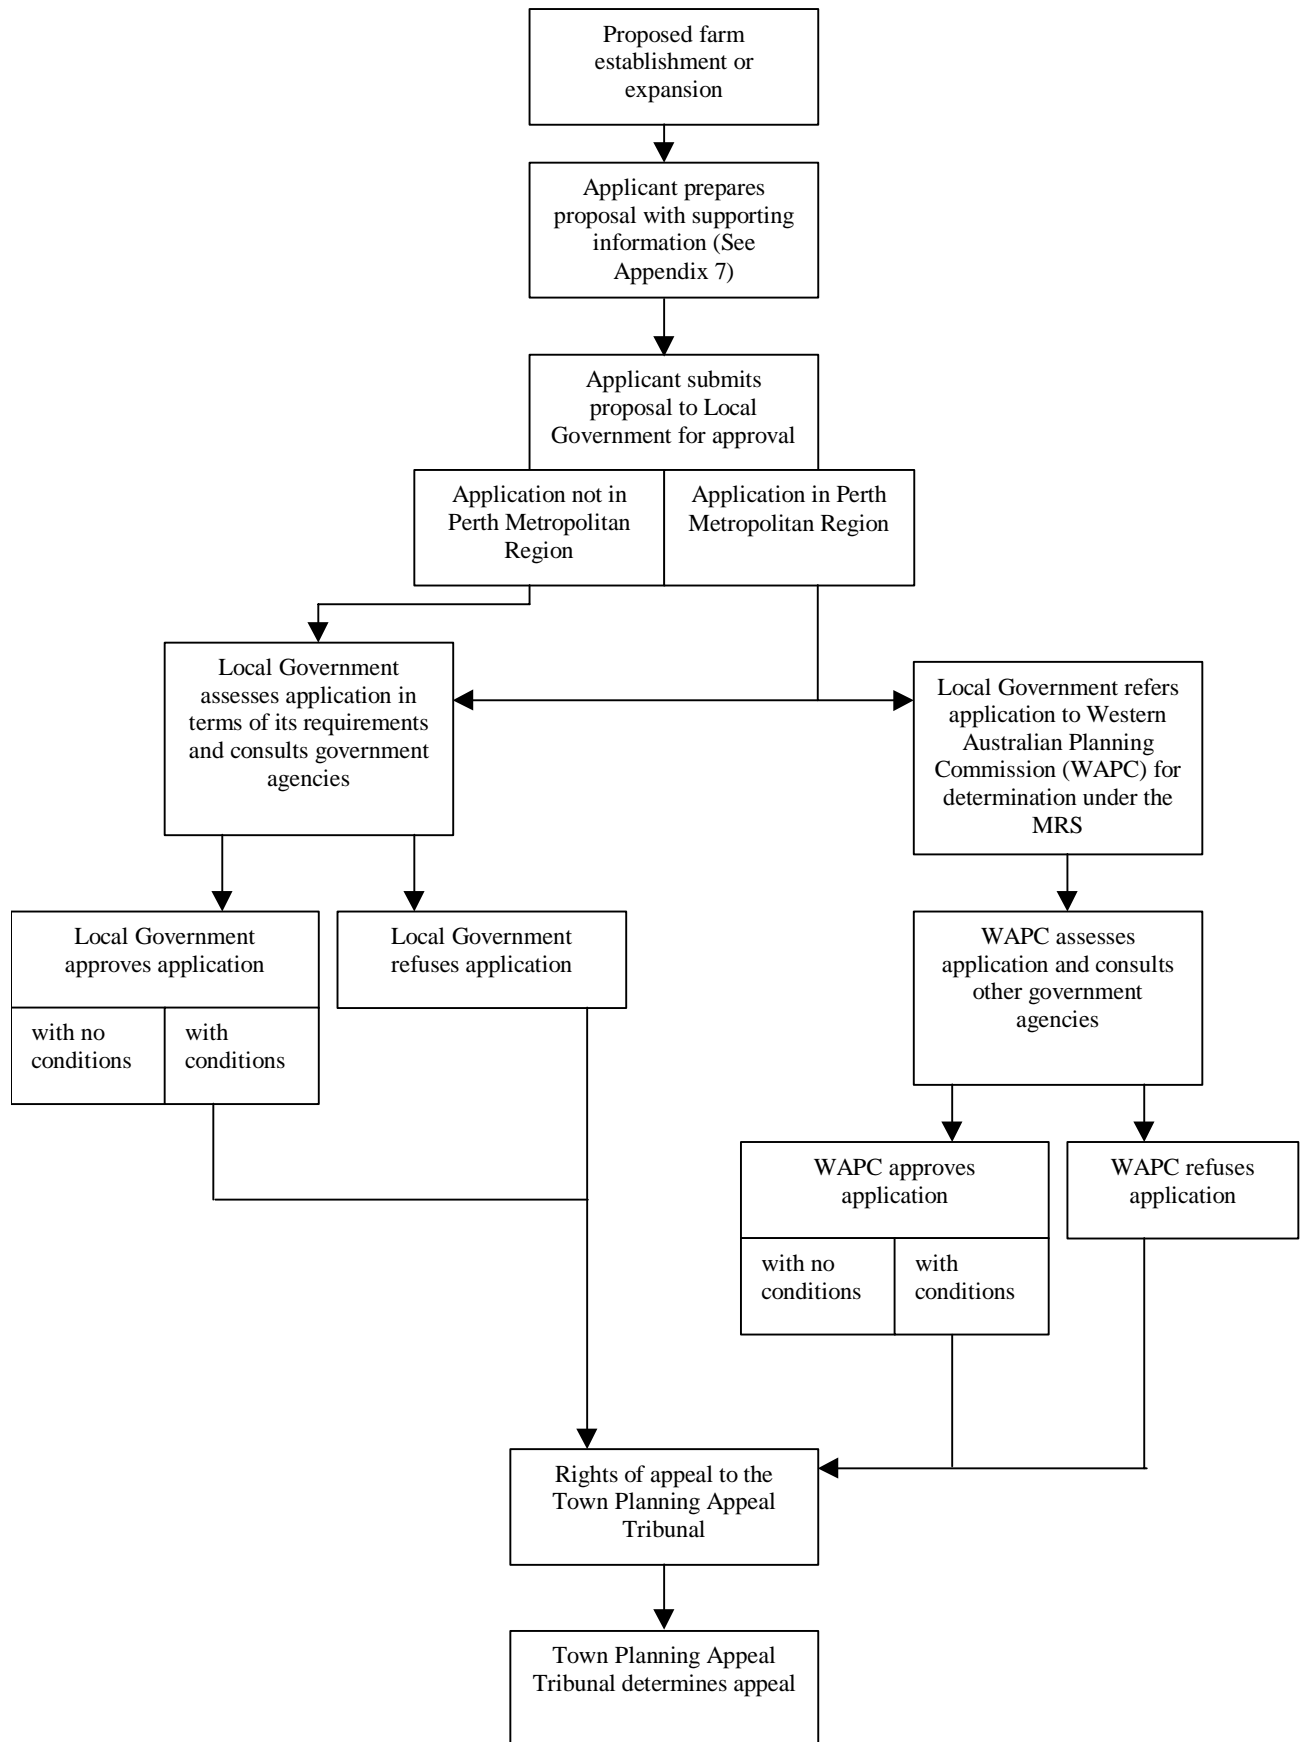 Proposed farm
establishment or
expansion
Applicant prepares
proposal with supporting
information (See
Appendix 7)
Applicant submits
proposal to Local
Government for approval
Application not in
Perth Metropolitan
Region
Application in Perth
Metropolitan Region
Local Government
assesses application in
terms of its requirements
and consults government
agencies
Local Government refers
application to Western
Australian Planning
Commission (WAPC) for
determination under the
MRS
Local Government
approves application
with no
conditions
with
conditions
Local Government
refuses application
WAPC assesses
application and consults
other government
agencies
WAPC approves
application
with no
conditions
with
conditions
WAPC refuses
application
Rights of appeal to the
Town Planning Appeal
Tribunal
Town Planning Appeal
Tribunal determines appeal